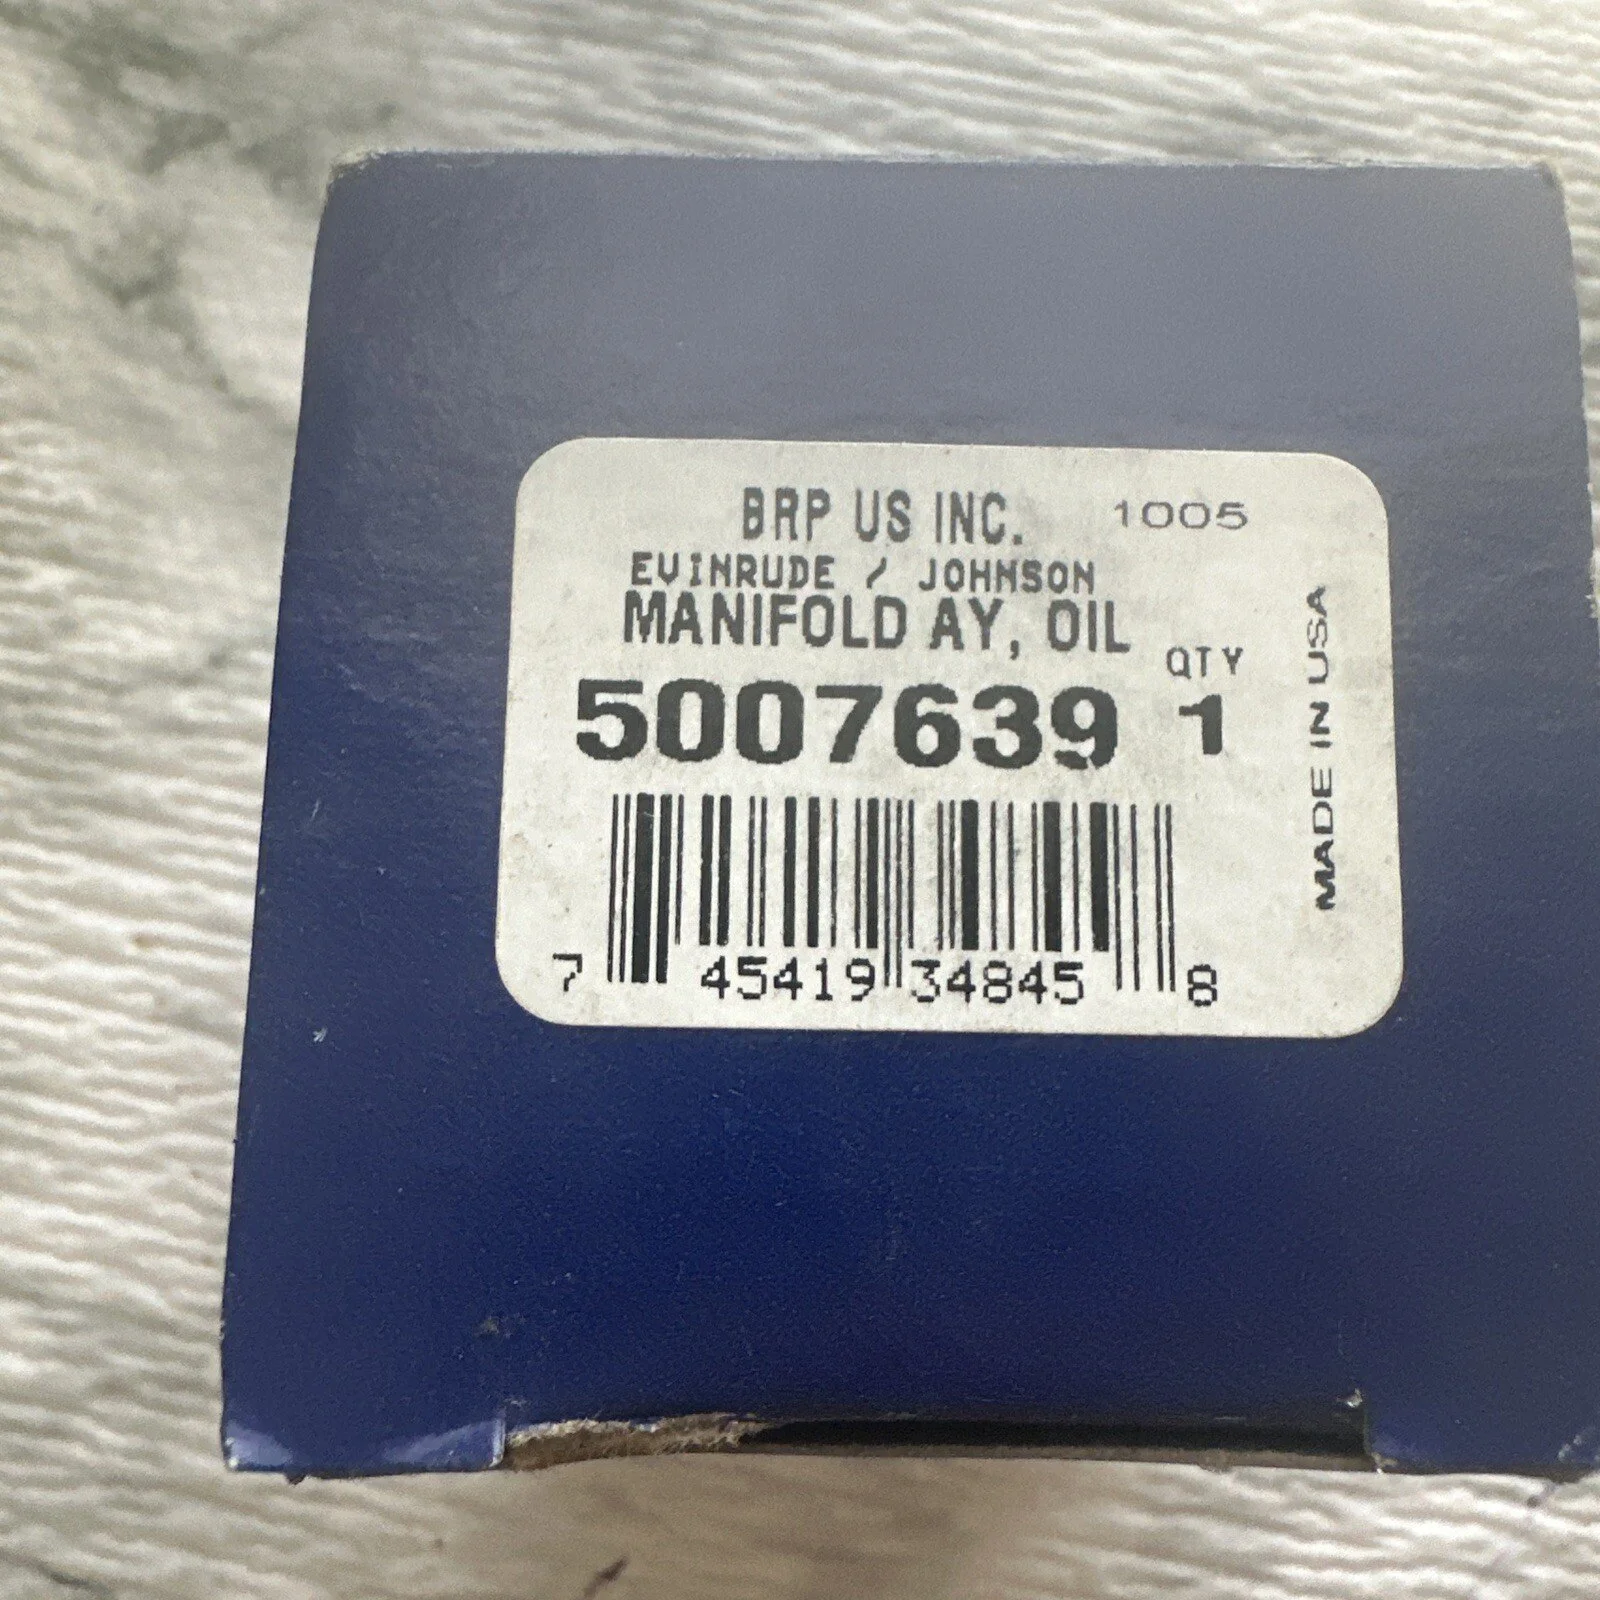 BRP US INC. 1005
EVINRUDE / JOHNSON
MANIFOLD AY, OIL
QTY
5007639 1
7 45419 34845 8
MADE IN USA